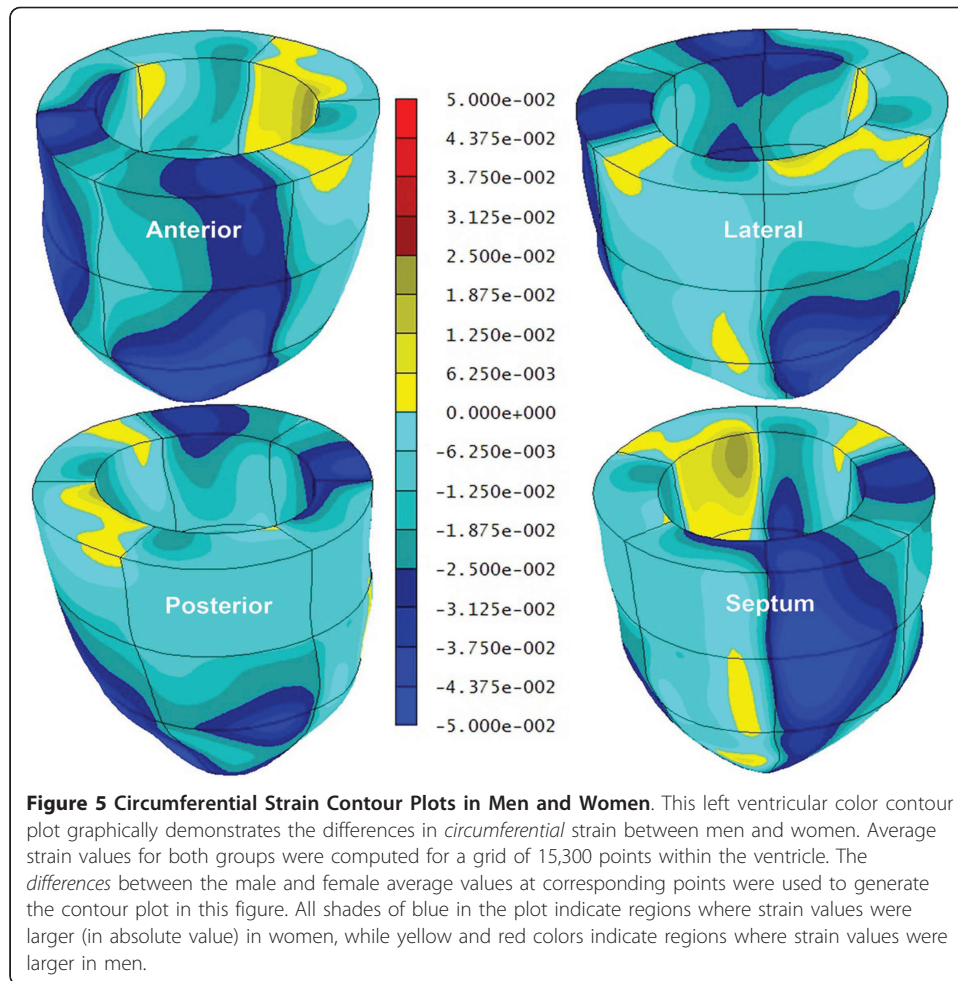 Anterior
Lateral
5.000e-002
4.375e-002
3.750e-002
3.125e-002
2.500e-002
1.875e-002
1.250e-002
6.250e-003
0.000e+000
-6.250e-003
-1.250e-002
-1.875e-002
-2.500e-002
-3.125e-002
-3.750e-002
-4.375e-002
-5.000e-002
Posterior
Septum
Figure 5 Circumferential Strain Contour Plots in Men and Women. This left ventricular color contour
plot graphically demonstrates the differences in circumferential strain between men and women. Average
strain values for both groups were computed for a grid of 15,300 points within the ventricle. The
differences between the male and female average values at corresponding points were used to generate
the contour plot in this figure. All shades of blue in the plot indicate regions where strain values were
larger (in absolute value) in women, while yellow and red colors indicate regions where strain values were
larger in men.